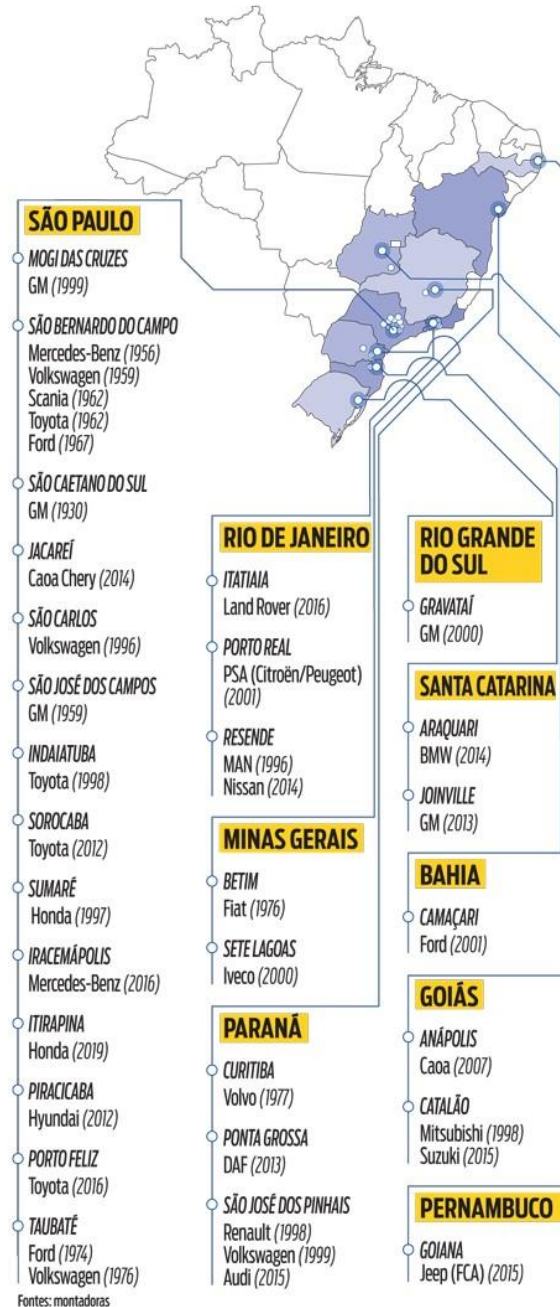 SÃO PAULO
MOGI DAS CRUZES
GM (1999)
SÃO BERNARDO DO CAMPO
Mercedes-Benz (1956)
Volkswagen (1959)
Scania (1962)
Toyota (1962)
Ford (1967)
SÃO CAETANO DO SUL
GM (1930)
JACAREÍ
Caoa Chery (2014)
SÃO CARLOS
Volkswagen (1996)
SÃO JOSÉ DOS CAMPOS
GM (1959)
INDAIATUBA
Toyota (1998)
SOROCABA
Toyota (2012)
SUMARÉ
Honda (1997)
IRACEMÁPOLIS
Mercedes-Benz (2016)
ITIRAPINA
Honda (2019)
PIRACICABA
Hyundai (2012)
PORTO FELIZ
Toyota (2016)
TAUBATÉ
Ford (1974)
Volkswagen (1976)
Fontes: montadoras
RIO DE JANEIRO
ITATIAIA
Land Rover (2016)
PORTO REAL
PSA (Citroën/Peugeot)
(2001)
RESENDE
MAN (1996)
Nissan (2014)
MINAS GERAIS
BETIM
Fiat (1976)
SETE LAGOAS
Iveco (2000)
PARANÁ
CURITIBA
Volvo (1977)
PONTA GROSSA
DAF (2013)
SÃO JOSÉ DOS PINHAIS
Renault (1998)
Volkswagen (1999)
Audi (2015)
RIO GRANDE
DO SUL
GRAVATAÍ
GM (2000)
SANTA CATARINA
ARAQUARI
BMW (2014)
JOINVILLE
GM (2013)
BAHIA
CAMAÇARI
Ford (2001)
GOIÁS
ANÁPOLIS
Caoa (2007)
CATALÃO
Mitsubishi (1998)
Suzuki (2015)
PERNAMBUCO
GOIANA
Jeep (FCA) (2015)